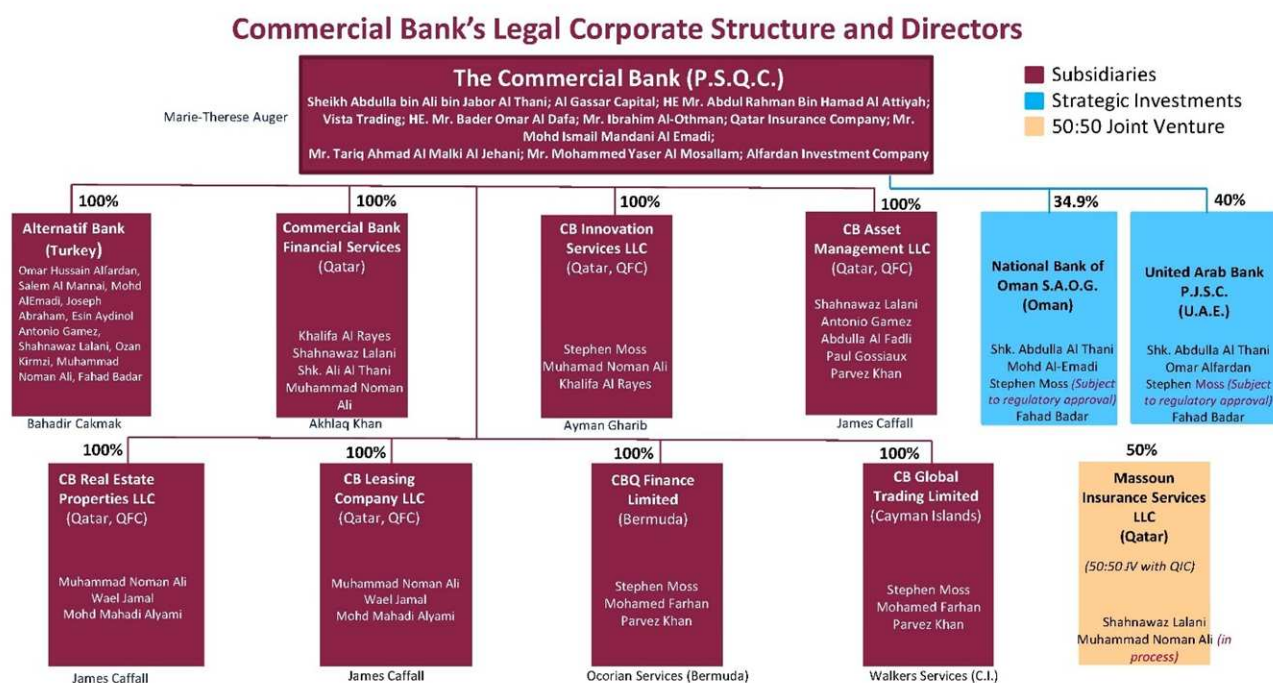 Commercial Bank's Legal Corporate Structure and Directors
The Commercial Bank (P.S.Q.C.)
Sheikh Abdulla bin Ali bin Jabor Al Thani; Al Gassar Capital; HE Mr. Abdul Rahman Bin Hamad Al Attiyah;
Vista Trading; HE. Mr. Bader Omar Al Dafa; Mr. Ibrahim Al-Othman; Qatar Insurance Company; Mr.
Mohd Ismail Mandani Al Emadi;
Mr. Tariq Ahmad Al Malki Al Jehani; Mr. Mohammed Yaser Al Mosallam; Alfardan Investment Company
Marie-Therese Auger
Subsidiaries
Strategic Investments
50:50 Joint Venture
100%
Alternatif Bank
(Turkey)
Omar Hussain Alfardan,
Salem Al Mannai, Mohd
AlEmadi, Joseph
Abraham, Esin Aydinol
Antonio Gamez,
Shahnawaz Lalani, Ozan
Kirmzi, Muhammad
Noman Ali, Fahad Badar
Bahadir Cakmak
100%
Commercial Bank
Financial Services
(Qatar)
Khalifa Al Rayes
Shahnawaz Lalani
Shk. Ali Al Thani
Muhammad Noman
Ali
Akhlaq Khan
100%
CB Innovation
Services LLC
(Qatar, QFC)
Stephen Moss
Muhamad Noman Ali
Khalifa Al Rayes
Ayman Gharib
100%
CB Asset
Management LLC
(Qatar, QFC)
Shahnawaz Lalani
Antonio Gamez
Abdulla Al Fadli
Paul Gossiaux
Parvez Khan
James Caffall
34.9%
National Bank of
Oman S.A.O.G.
(Oman)
Shk. Abdulla Al Thani
Mohd Al-Emadi
Stephen Moss (Subject
to regulatory approval)
Fahad Badar
40%
United Arab Bank
P.J.S.C.
(U.A.E.)
Shk. Abdulla Al Thani
Omar Alfardan
Stephen Moss (Subject
to regulatory approval)
Fahad Badar
100%
CB Real Estate
Properties LLC
(Qatar, QFC)
Muhammad Noman Ali
Wael Jamal
Mohd Mahadi Alyami
James Caffall
100%
CB Leasing
Company LLC
(Qatar, QFC)
Muhammad Noman Ali
Wael Jamal
Mohd Mahadi Alyami
James Caffall
100%
CBQ Finance
Limited
(Bermuda)
Stephen Moss
Mohamed Farhan
Parvez Khan
Ocorian Services (Bermuda)
100%
CB Global
Trading Limited
(Cayman Islands)
Stephen Moss
Mohamed Farhan
Parvez Khan
Walkers Services (C.I.)
50%
Massoun
Insurance Services
LLC
(Qatar)
(50:50 JV with QIC)
Shahnawaz Lalani
Muhammad Noman Ali (in
process)